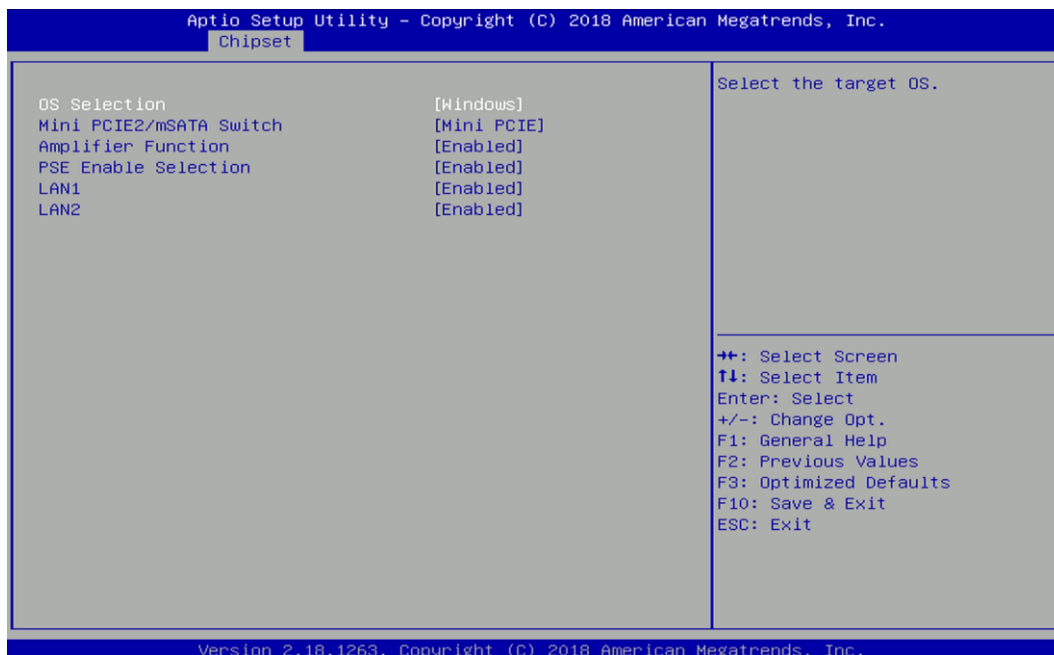 Aptio Setup Utility – Copyright (C) 2018 American Megatrends, Inc.
Chipset
OS Selection [Windows]
Mini PCIE2/mSATA Switch [Mini PCIE]
Amplifier Function [Enabled]
PSE Enable Selection [Enabled]
LAN1 [Enabled]
LAN2 [Enabled]
Select the target OS.
→←: Select Screen
↑↓: Select Item
Enter: Select
+/-: Change Opt.
F1: General Help
F2: Previous Values
F3: Optimized Defaults
F10: Save & Exit
ESC: Exit
Version 2.18.1263. Copyright (C) 2018 American Megatrends, Inc.